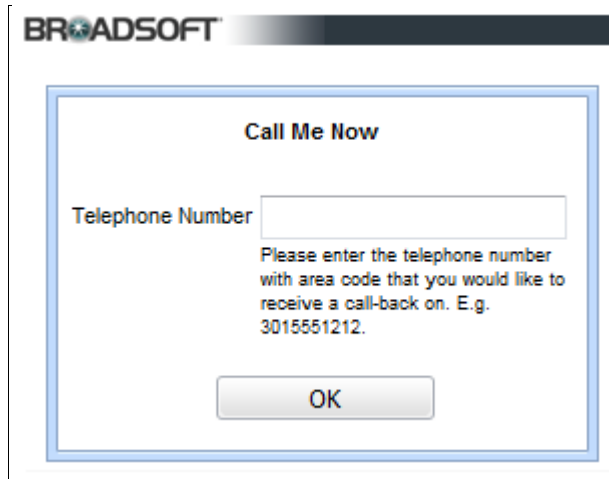 BROADSOFT
Call Me Now
Telephone Number
Please enter the telephone number
with area code that you would like to
receive a call-back on. E.g.
3015551212.
OK